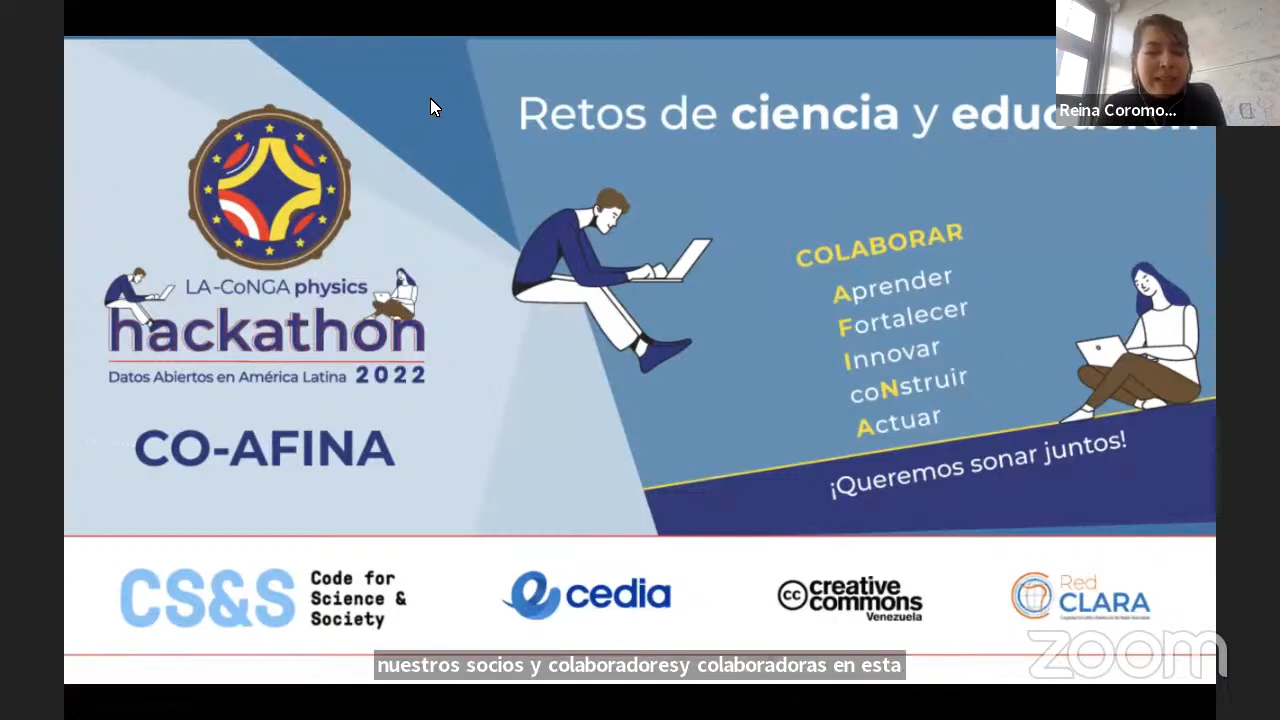 Reina Coromo...
Retos de ciencia y educación
LA-CoNGA physics
hackathon
Datos Abiertos en América Latina 2022
CO-AFINA
COLABORAR
Aprender
Fortalecer
Innovar
coNstruir
Actuar
¡Queremos sonar juntos!
CS&S
Code for
Science &
Society
cedia
cc
creative
commons
Venezuela
Red
CLARA
zoom
nuestros socios y colaboradoresy colaboradoras en esta